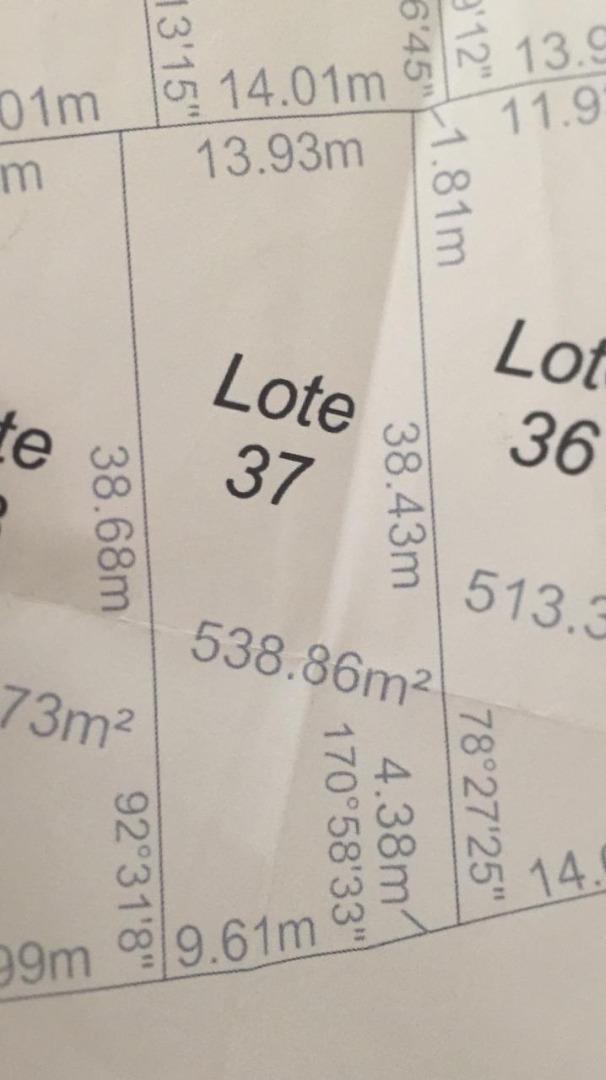 13'15"
6'45"
9'12"
13.9
01m
14.01m
11.9
m
13.93m
1.81m
Lote
37
Lot
36
te
38.68m
38.43m
538.86m²
513.3
73m²
92°31'8"
170°58'33"
4.38m
78°27'25"
14.
99m
9.61m